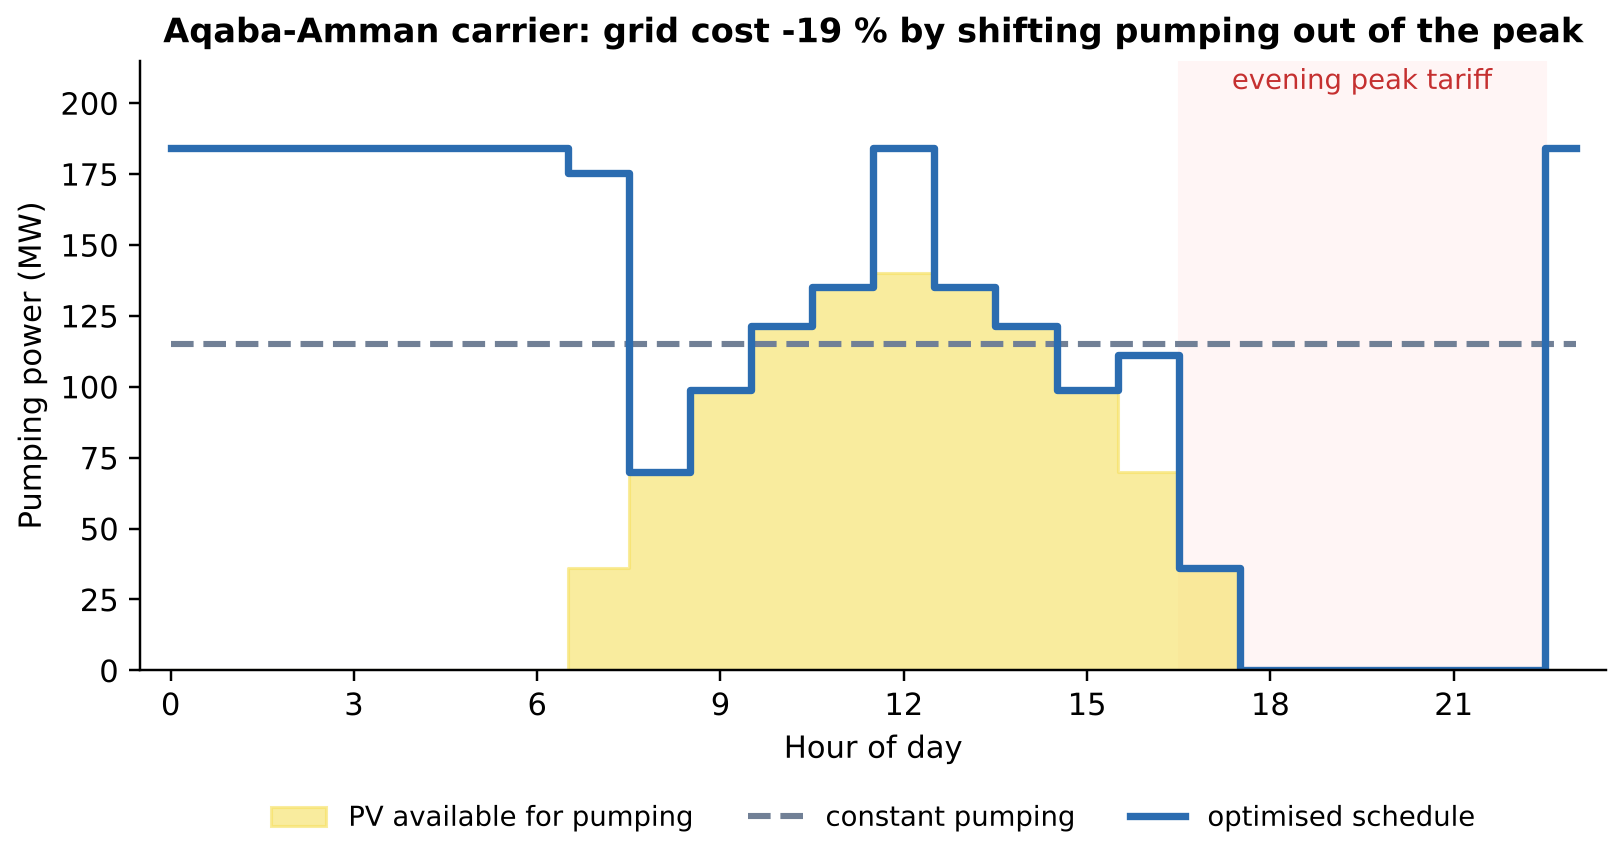 Aqaba-Amman carrier: grid cost -19 % by shifting pumping out of the peak
evening peak tariff
Pumping power (MW)
200
175
150
125
100
75
50
25
0
0 3 6 9 12 15 18 21
Hour of day
PV available for pumping constant pumping optimised schedule